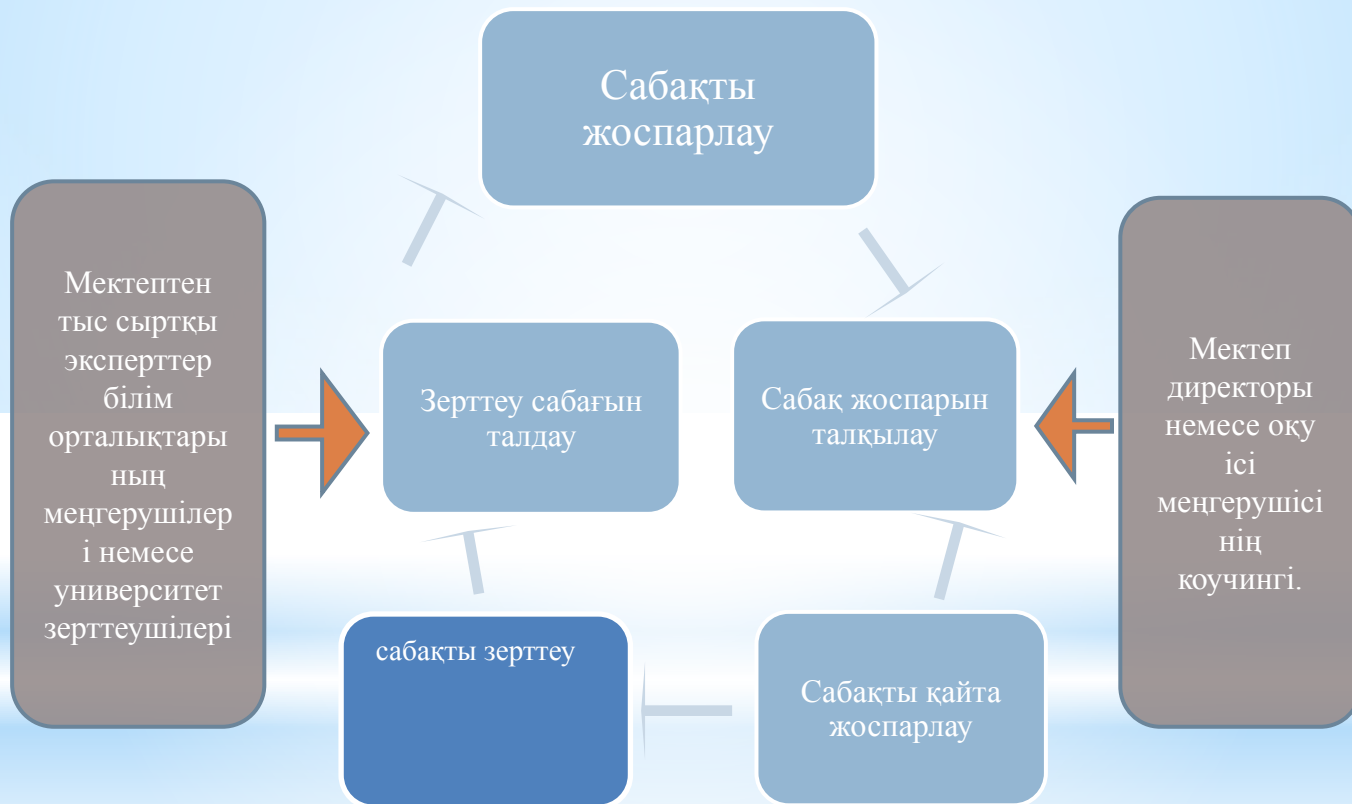 Сабақты
жоспарлау
Мектептен
тыс сыртқы
эксперттер
білім
орталықтары
ның
меңгерушілер
і немесе
университет
зерттеушілері
Зерттеу сабағын
талдау
Сабақ жоспарын
талқылау
Мектеп
директоры
немесе оқу
ісі
меңгерушісі
нің
коучингі.
сабақты зерттеу
Сабақты қайта
жоспарлау